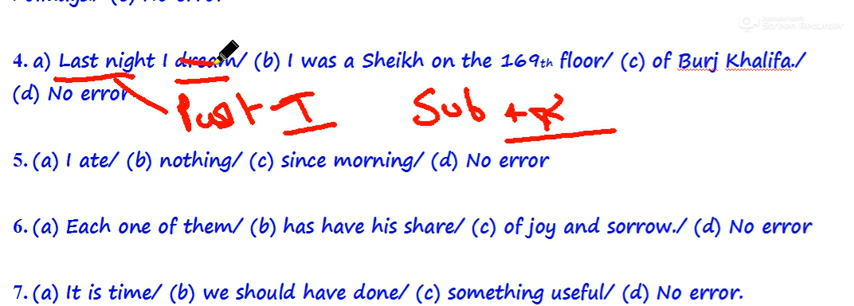 4. a) Last night I dream/ (b) I was a Sheikh on the 169th floor/ (c) of Burj Khalifa./
(d) No error
Past T Sub +
5. (a) I ate/ (b) nothing/ (c) since morning/ (d) No error
6. (a) Each one of them/ (b) has have his share/ (c) of joy and sorrow./ (d) No error
7. (a) It is time/ (b) we should have done/ (c) something useful/ (d) No error.